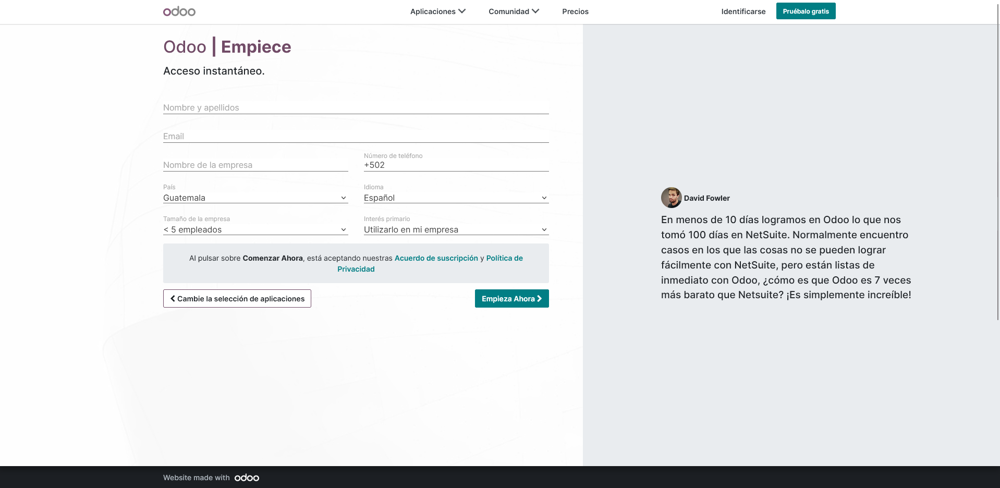 odoo
Aplicaciones
Comunidad
Precios
Identificarse
Pruébalo gratis
Odoo | Empiece
Acceso instantáneo.
Nombre y apellidos
Email
Nombre de la empresa
Número de teléfono
+502
País
Guatemala
Idioma
Español
Tamaño de la empresa
< 5 empleados
Interés primario
Utilizarlo en mi empresa
Al pulsar sobre Comenzar Ahora, está aceptando nuestras Acuerdo de suscripción y Política de
Privacidad
Cambie la selección de aplicaciones
Empieza Ahora
David Fowler
En menos de 10 días logramos en Odoo lo que nos
tomó 100 días en NetSuite. Normalmente encuentro
casos en los que las cosas no se pueden lograr
fácilmente con NetSuite, pero están listas de
inmediato con Odoo, ¿cómo es que Odoo es 7 veces
más barato que Netsuite? ¡Es simplemente increíble!
Website made with odoo